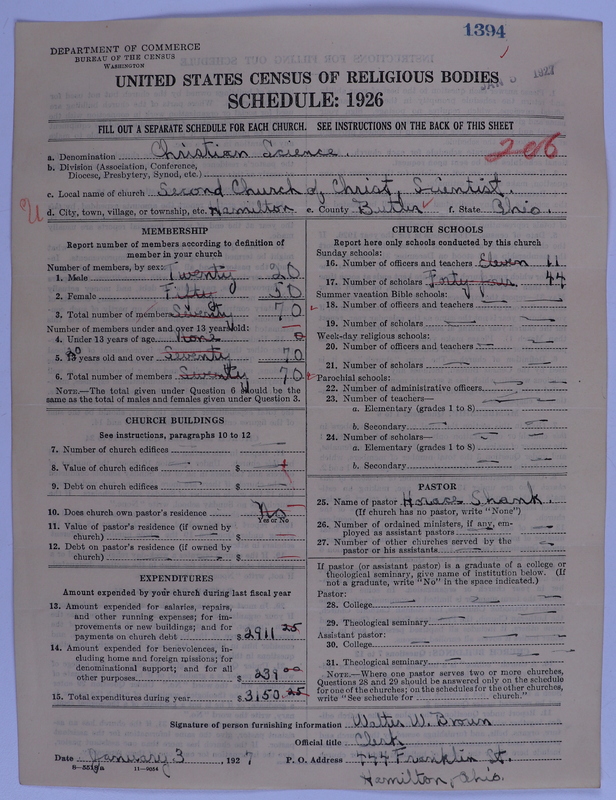 1394
DEPARTMENT OF COMMERCE
BUREAU OF THE CENSUS
WASHINGTON
JAN 1927
UNITED STATES CENSUS OF RELIGIOUS BODIES
SCHEDULE: 1926
FILL OUT A SEPARATE SCHEDULE FOR EACH CHURCH. SEE INSTRUCTIONS ON THE BACK OF THIS SHEET
206
a. Denomination Christian Science.
b. Division (Association, Conference, Diocese, Presbytery, Synod, etc.)
c. Local name of church Second Church of Christ, Scientist.
d. City, town, village, or township, etc. Hamilton e. County Butler f. State Ohio.
MEMBERSHIP
Report number of members according to definition of member in your church
Number of members, by sex:
1. Male Twenty 20
2. Female Fifty 50
3. Total number of members Seventy 70
Number of members under and over 13 years old:
4. Under 13 years of age None
5. 13 years old and over Seventy 70
6. Total number of members Seventy 70
NOTE.—The total given under Question 6 should be the same as the total of males and females given under Question 3.
CHURCH BUILDINGS
See instructions, paragraphs 10 to 12
7. Number of church edifices
8. Value of church edifices $
9. Debt on church edifices $
10. Does church own pastor's residence No
Yes or No
11. Value of pastor's residence (if owned by church) $
12. Debt on pastor's residence (if owned by church) $
EXPENDITURES
Amount expended by your church during last fiscal year
13. Amount expended for salaries, repairs, and other running expenses; for improvements or new buildings; and for payments on church debt $2911 25
14. Amount expended for benevolences, including home and foreign missions; for denominational support; and for all other purposes $239 00
15. Total expenditures during year $3150 25
CHURCH SCHOOLS
Report here only schools conducted by this church
Sunday schools:
16. Number of officers and teachers Eleven 11
17. Number of scholars Forty-four 44
Summer vacation Bible schools:
18. Number of officers and teachers
19. Number of scholars
Week-day religious schools:
20. Number of officers and teachers
21. Number of scholars
Parochial schools:
22. Number of administrative officers
23. Number of teachers—
a. Elementary (grades 1 to 8)
b. Secondary
24. Number of scholars—
a. Elementary (grades 1 to 8)
b. Secondary
PASTOR
25. Name of pastor Horace Shank.
(If church has no pastor, write "None")
26. Number of ordained ministers, if any, employed as assistant pastors
27. Number of other churches served by the pastor or his assistants
If pastor (or assistant pastor) is a graduate of a college or theological seminary, give name of institution below. (If not a graduate, write "No" in the space indicated.)
Pastor:
28. College
29. Theological seminary
Assistant pastor:
30. College
31. Theological seminary
NOTE.—Where one pastor serves two or more churches, Questions 28 and 29 should be answered only on the schedule for one of the churches; on the schedules for the other churches, write "See schedule for church."
Signature of person furnishing information Walter W. Brown
Official title Clerk
Date January 3, 1927 P. O. Address 744 Franklin St.
8—5518a 11—9054
Hamilton, Ohio.